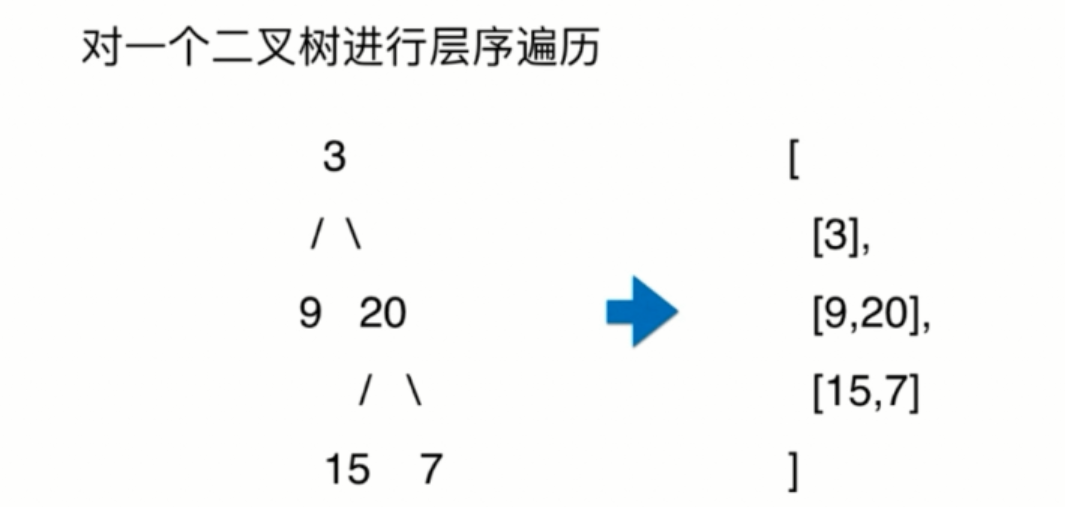 对一个二叉树进行层序遍历
3 [
/ \ [3],
9 20 [9,20],
/ \ [15,7]
15 7 ]